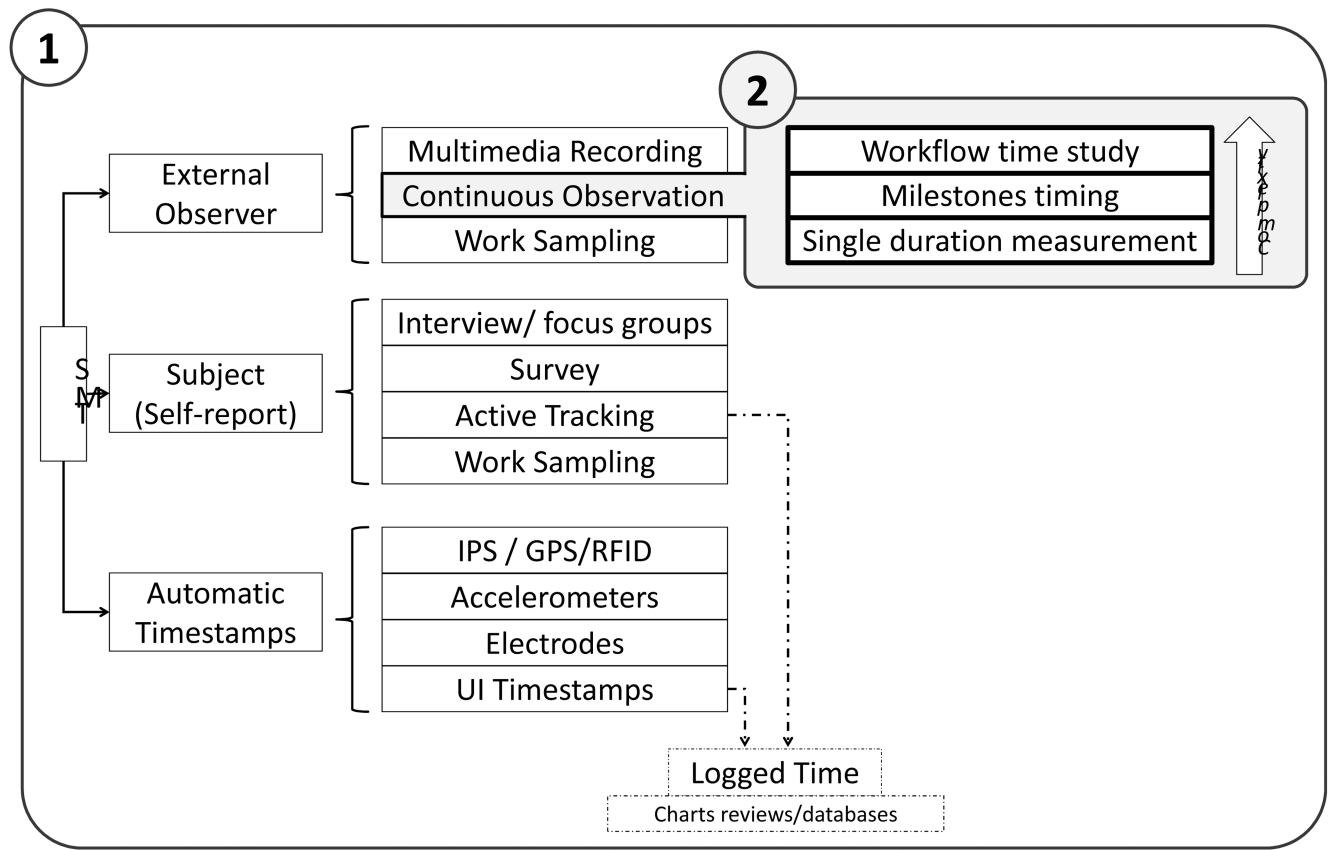 1
2
External
Observer
Multimedia Recording
Continuous Observation
Work Sampling
Workflow time study
Milestones timing
Single duration measurement
Complexity
TMS
Subject
(Self-report)
Interview/ focus groups
Survey
Active Tracking
Work Sampling
Automatic
Timestamps
IPS / GPS/RFID
Accelerometers
Electrodes
UI Timestamps
Logged Time
Charts reviews/databases